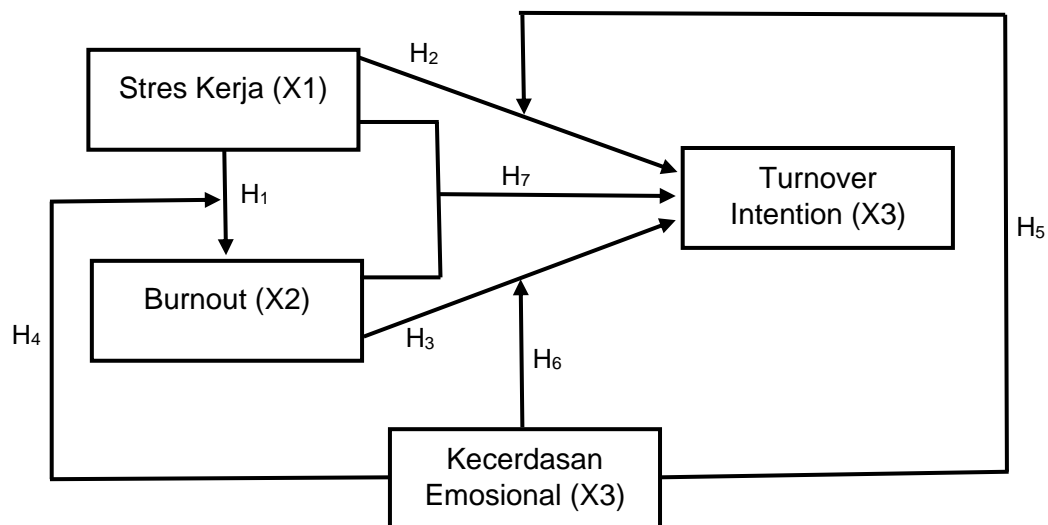 H₂
Stres Kerja (X1)
H₇
Turnover
Intention (X3)
H₁
H₅
Burnout (X2)
H₄
H₃
H₆
Kecerdasan
Emosional (X3)